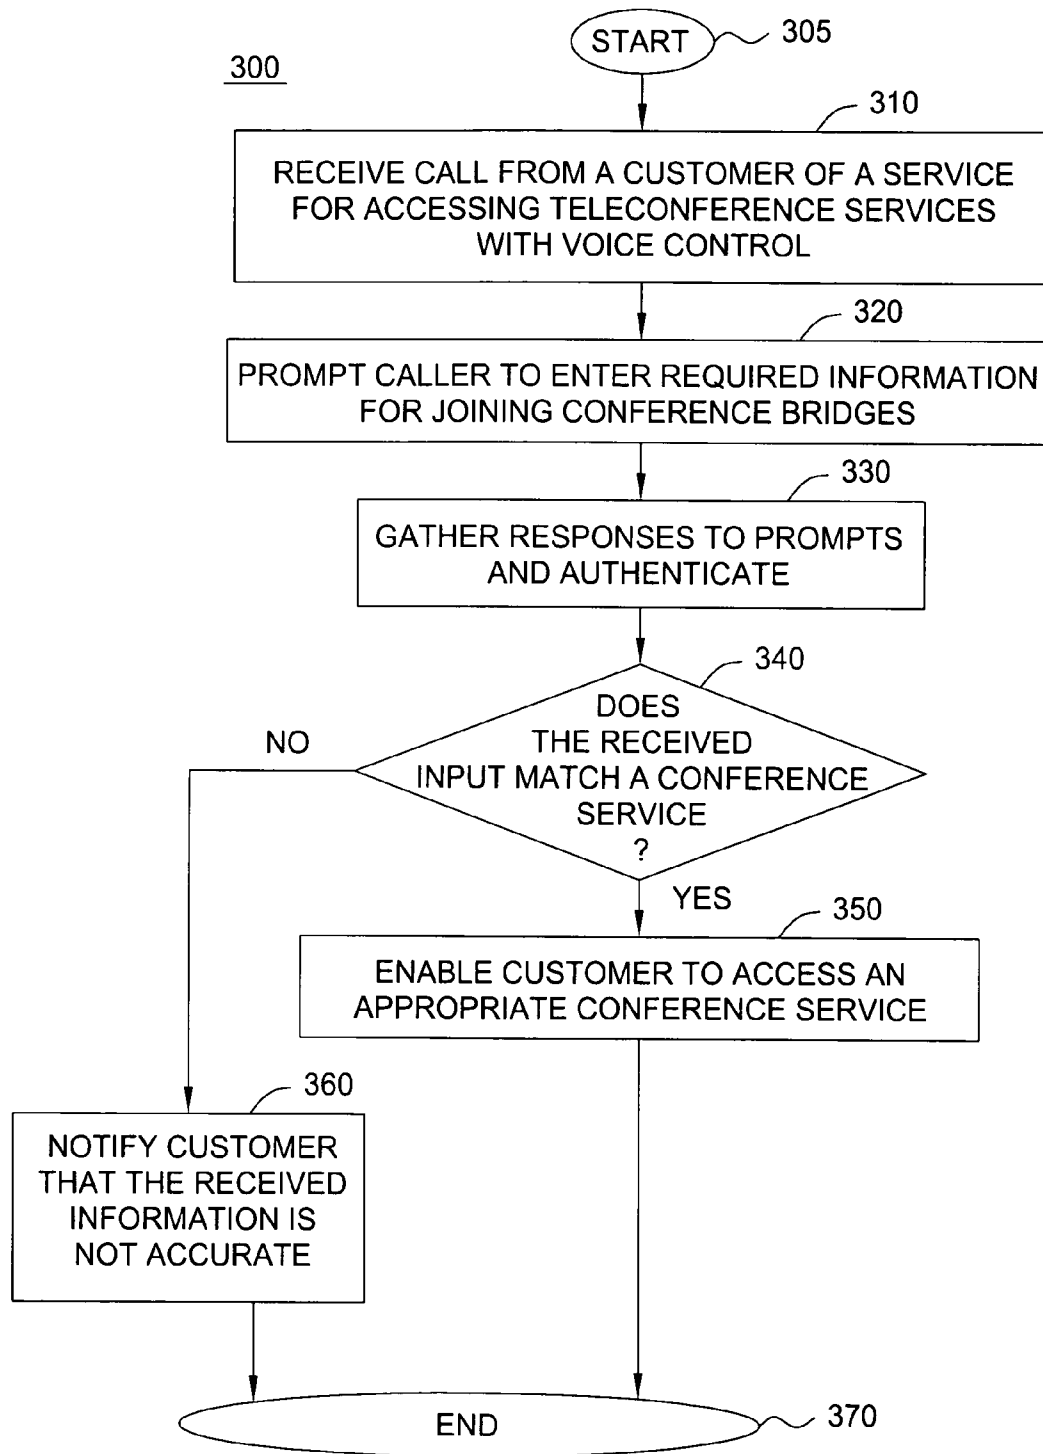 START
305
300
310
RECEIVE CALL FROM A CUSTOMER OF A SERVICE
FOR ACCESSING TELECONFERENCE SERVICES
WITH VOICE CONTROL
320
PROMPT CALLER TO ENTER REQUIRED INFORMATION
FOR JOINING CONFERENCE BRIDGES
330
GATHER RESPONSES TO PROMPTS
AND AUTHENTICATE
340
DOES
THE RECEIVED
INPUT MATCH A CONFERENCE
SERVICE
?
NO
YES
350
ENABLE CUSTOMER TO ACCESS AN
APPROPRIATE CONFERENCE SERVICE
360
NOTIFY CUSTOMER
THAT THE RECEIVED
INFORMATION IS
NOT ACCURATE
END
370